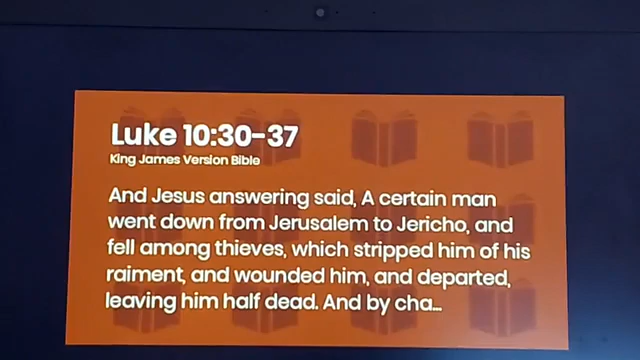 Luke 10:30-37
King James Version Bible
And Jesus answering said, A certain man
went down from Jerusalem to Jericho, and
fell among thieves, which stripped him of his
raiment, and wounded him, and departed,
leaving him half dead. And by cha...